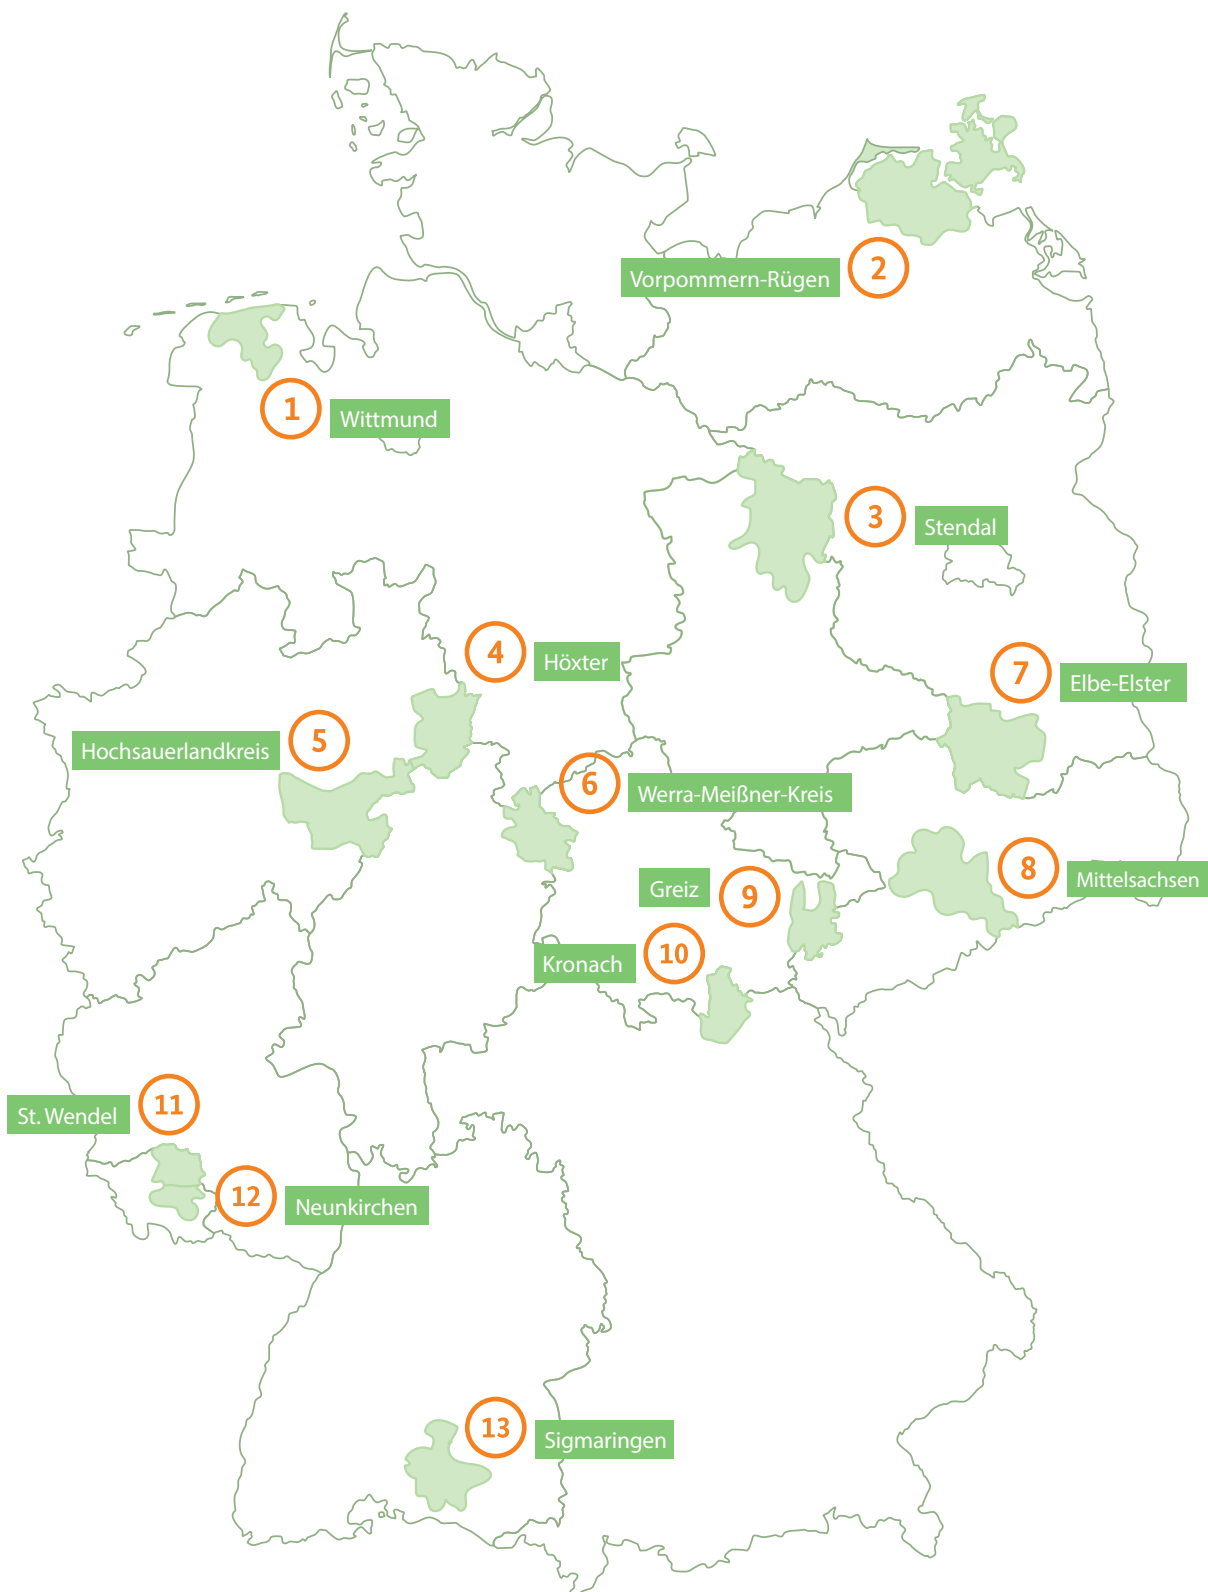 2
Vorpommern-Rügen
1
Wittmund
3
Stendal
4
Höxter
7
Elbe-Elster
5
Hochsauerlandkreis
6
Werra-Meißner-Kreis
8
Mittelsachsen
9
Greiz
10
Kronach
11
St. Wendel
12
Neunkirchen
13
Sigmaringen